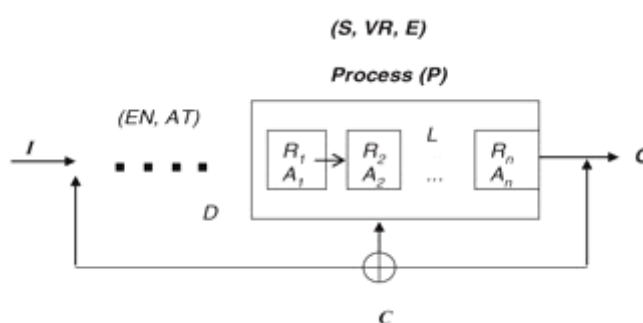 (S, VR, E)
Process (P)
(EN, AT)
I
L
R1
R2
Rn
A1
A2
...
An
D
C